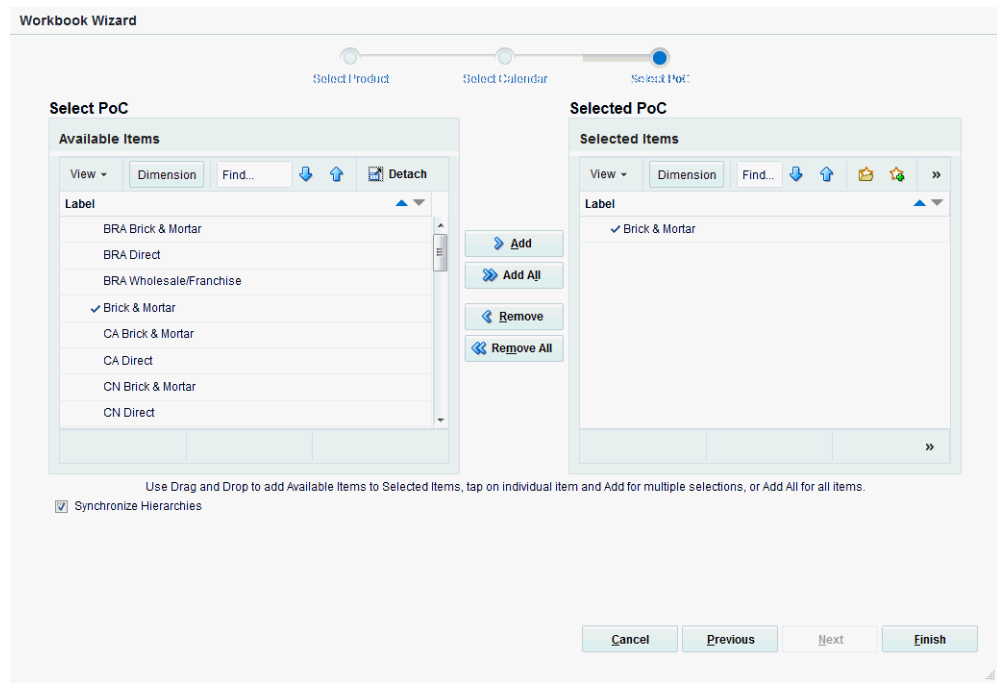 Workbook Wizard
Select Product Select Calendar Select PoC
Select PoC
Available Items
View Dimension Find... Detach
Label
BRA Brick & Mortar
BRA Direct
BRA Wholesale/Franchise
Brick & Mortar
CA Brick & Mortar
CA Direct
CN Brick & Mortar
CN Direct
Add
Add All
Remove
Remove All
Selected PoC
Selected Items
View Dimension Find... »
Label
Brick & Mortar
»
Use Drag and Drop to add Available Items to Selected Items, tap on individual item and Add for multiple selections, or Add All for all items.
Synchronize Hierarchies
Cancel Previous Next Finish